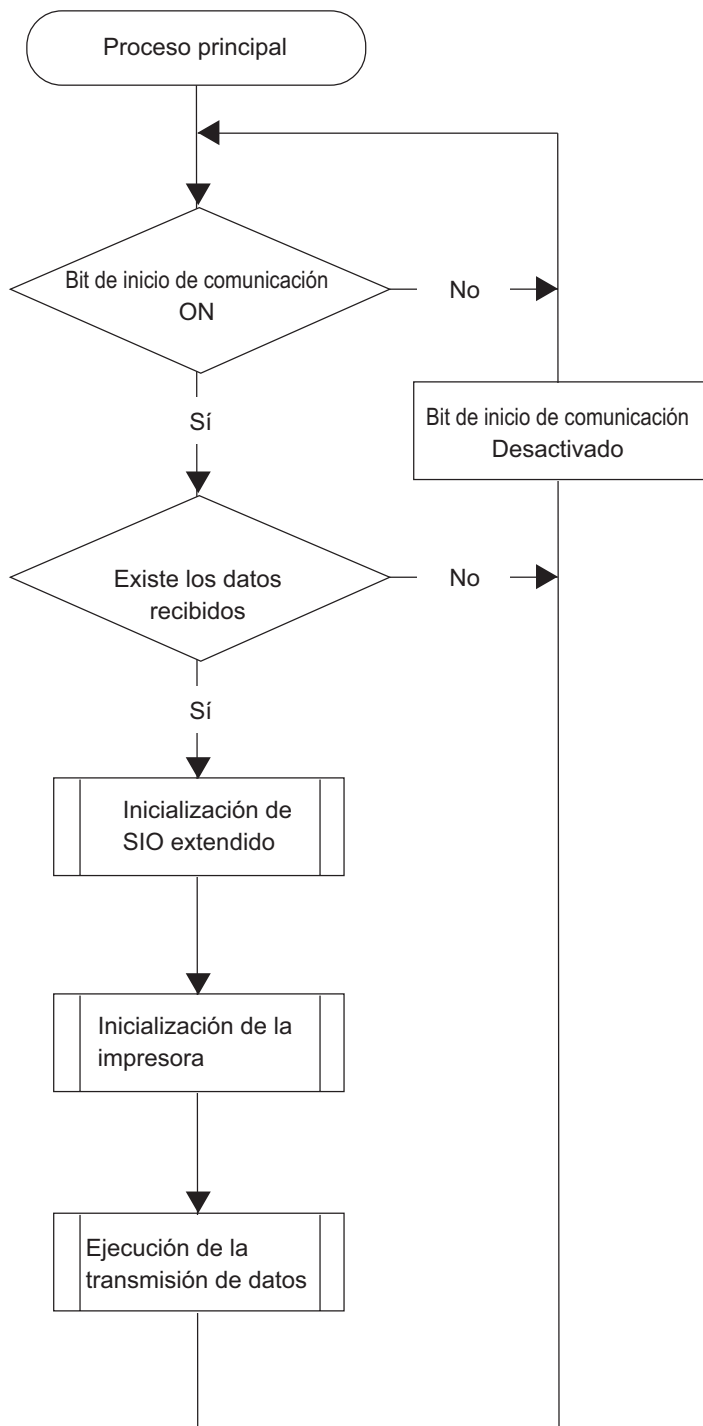 Proceso principal
Bit de inicio de comunicación
ON
No
Bit de inicio de comunicación
Desactivado
Sí
Existe los datos
recibidos
No
Sí
Inicialización de
SIO extendido
Inicialización de la
impresora
Ejecución de la
transmisión de datos